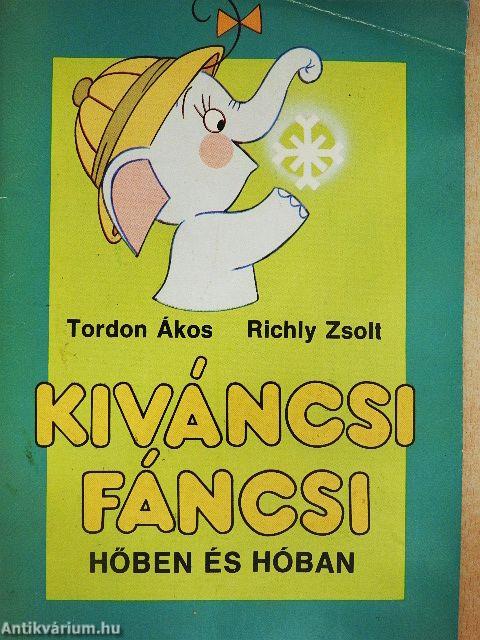 Tordon Ákos Richly Zsolt
KIVÁNCSI
FÁNCSI
HŐBEN ÉS HÓBAN
Antikvárium.hu